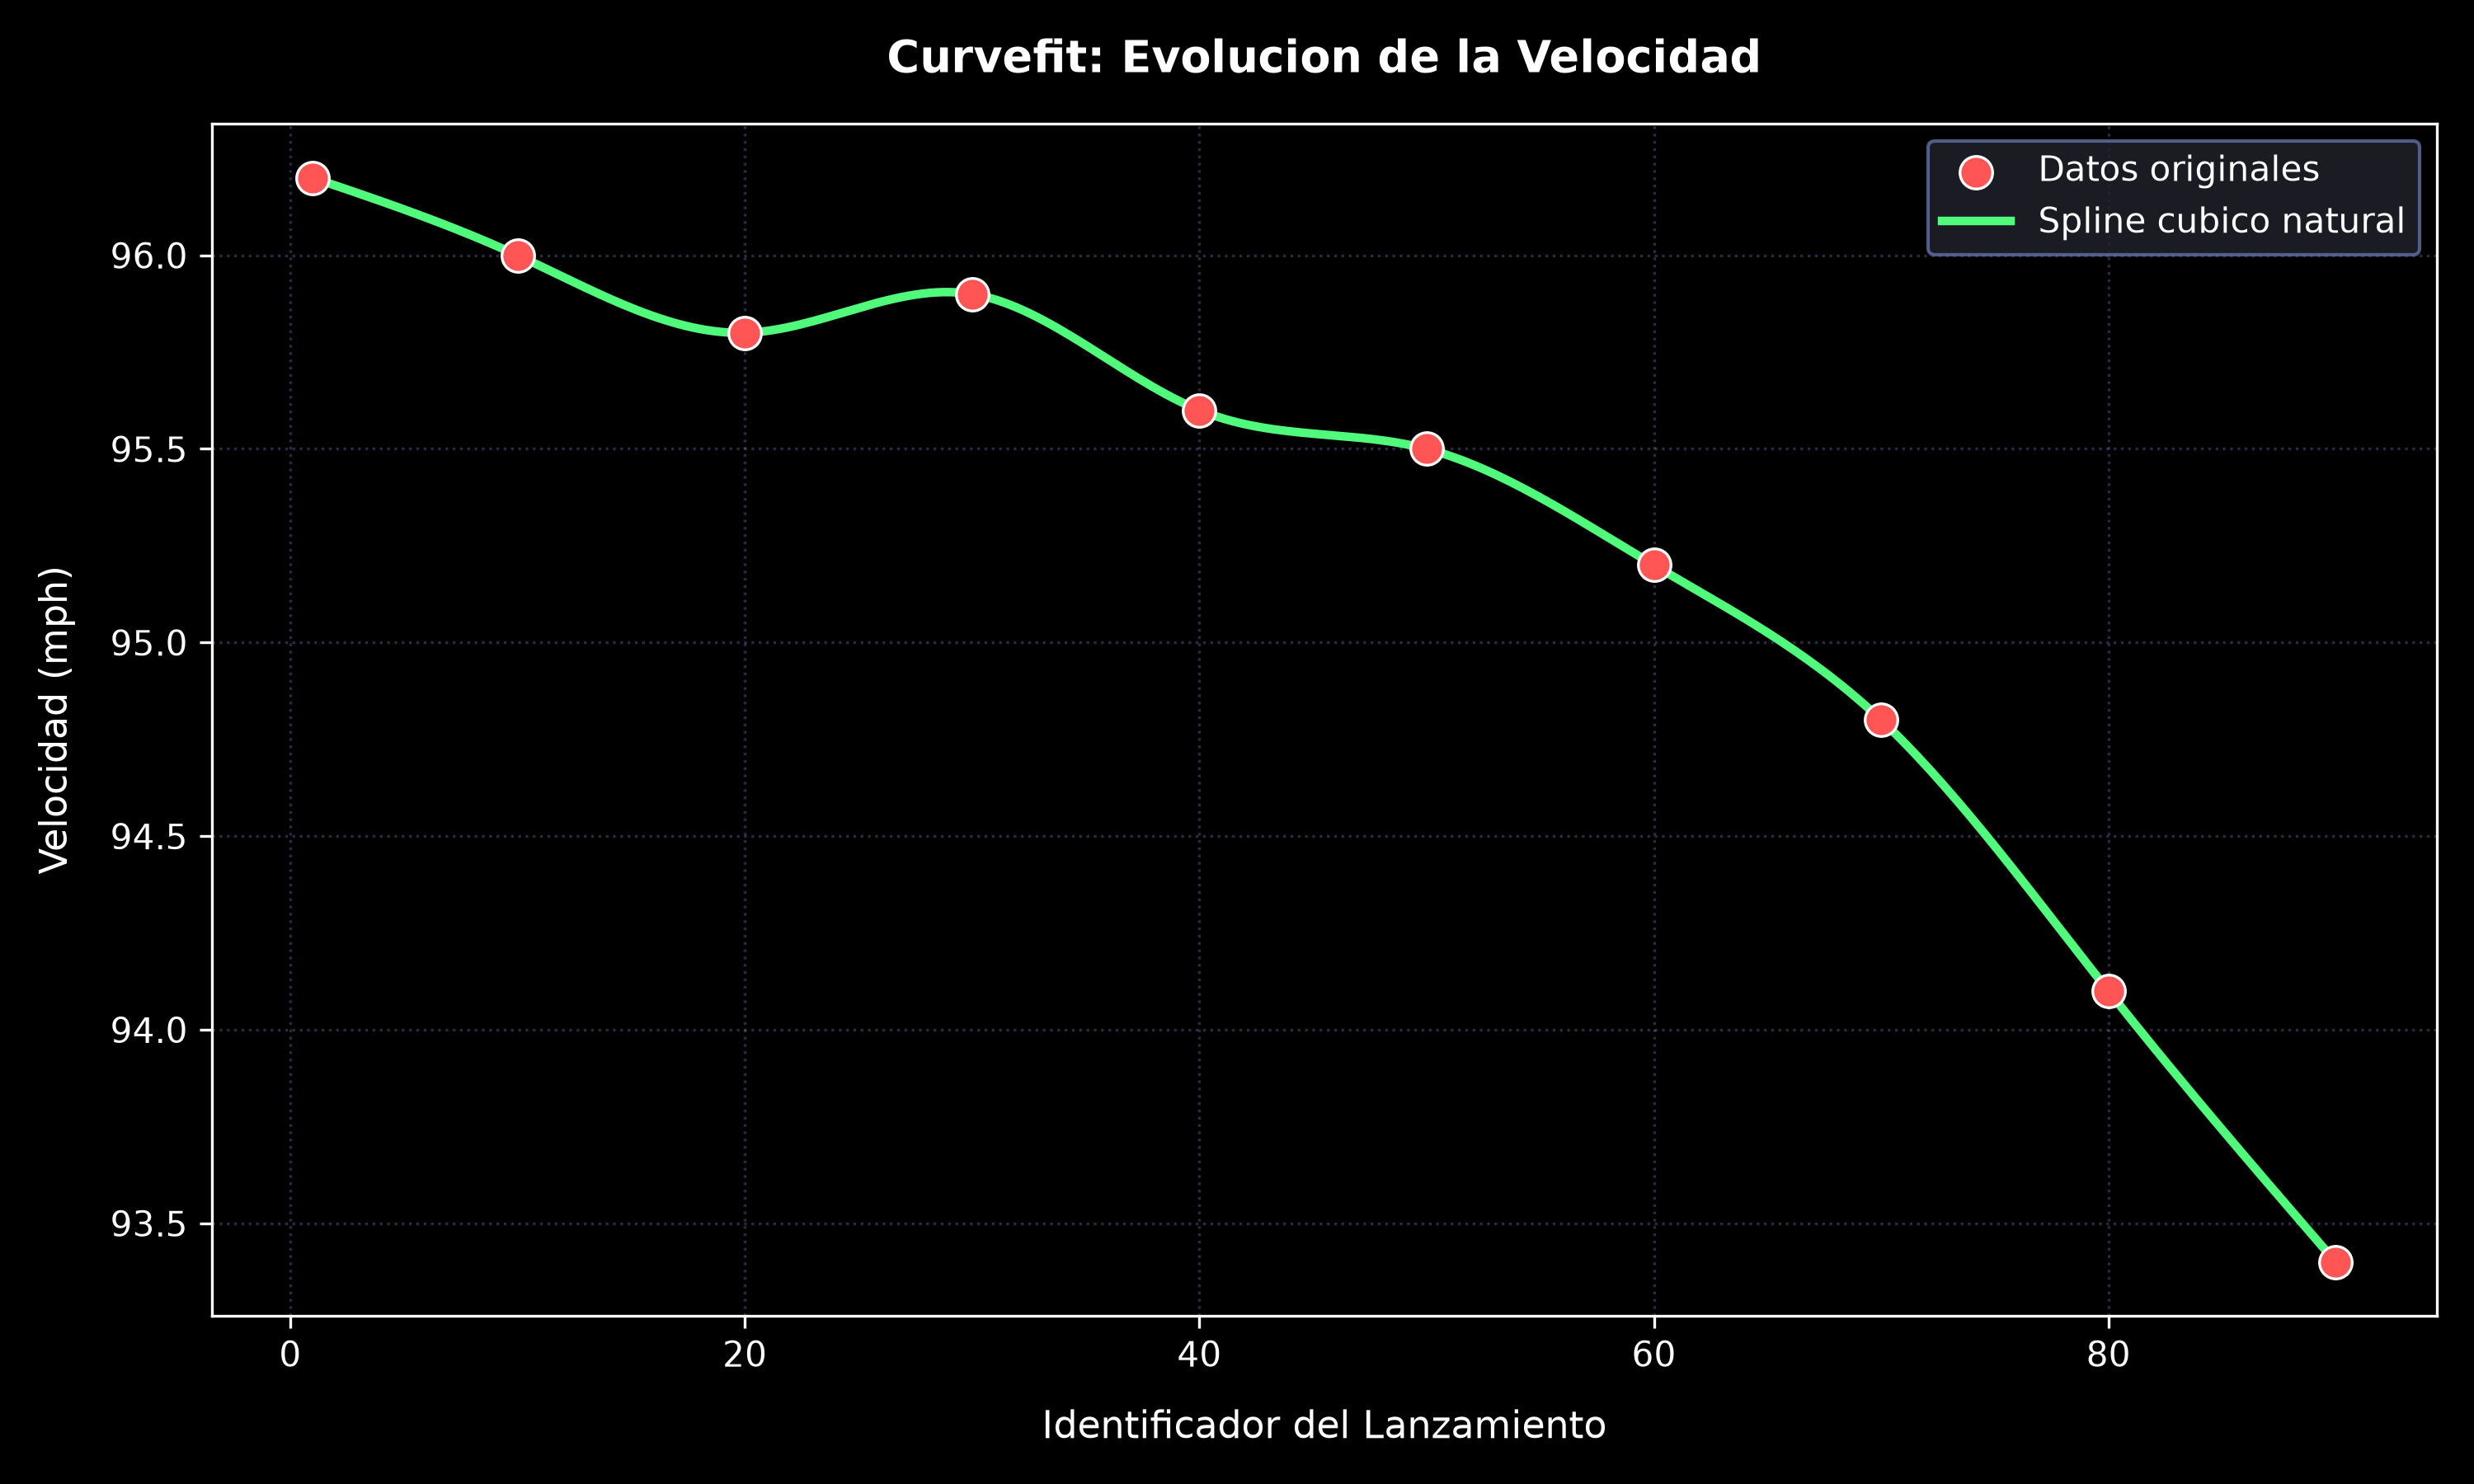 Curvefit: Evolucion de la Velocidad
Datos originales
Spline cubico natural
96.0
95.5
95.0
94.5
94.0
93.5
Velocidad (mph)
0 20 40 60 80
Identificador del Lanzamiento